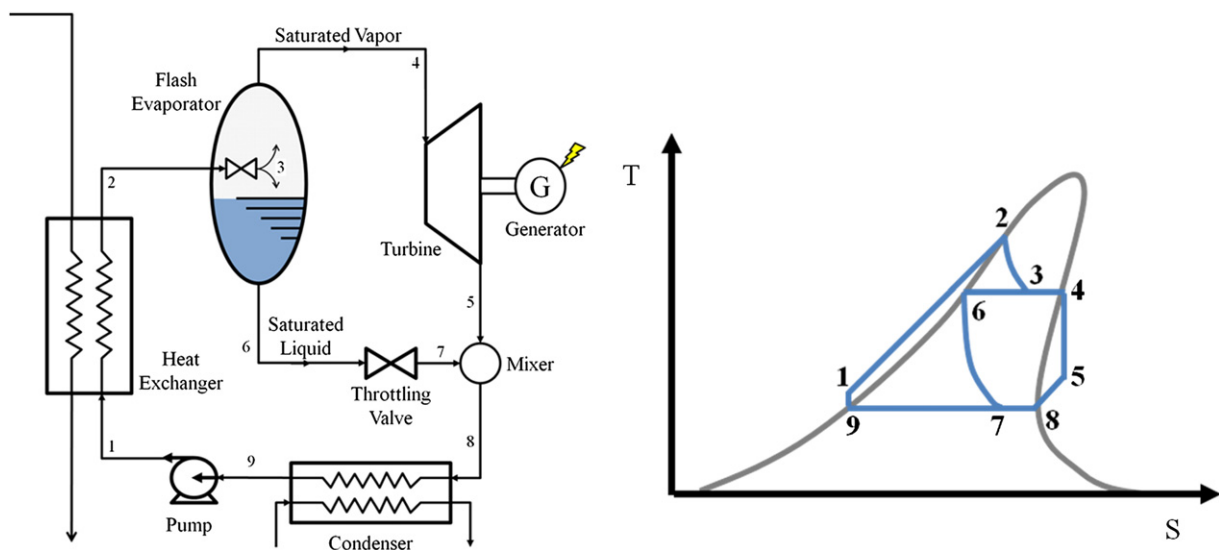 Saturated Vapor
4
Flash
Evaporator
3
2
G
Generator
Turbine
5
6
Saturated
Liquid
7
Mixer
Heat
Exchanger
Throttling
Valve
8
1
9
Pump
Condenser
T
2
3
4
6
1
5
9
7
8
S